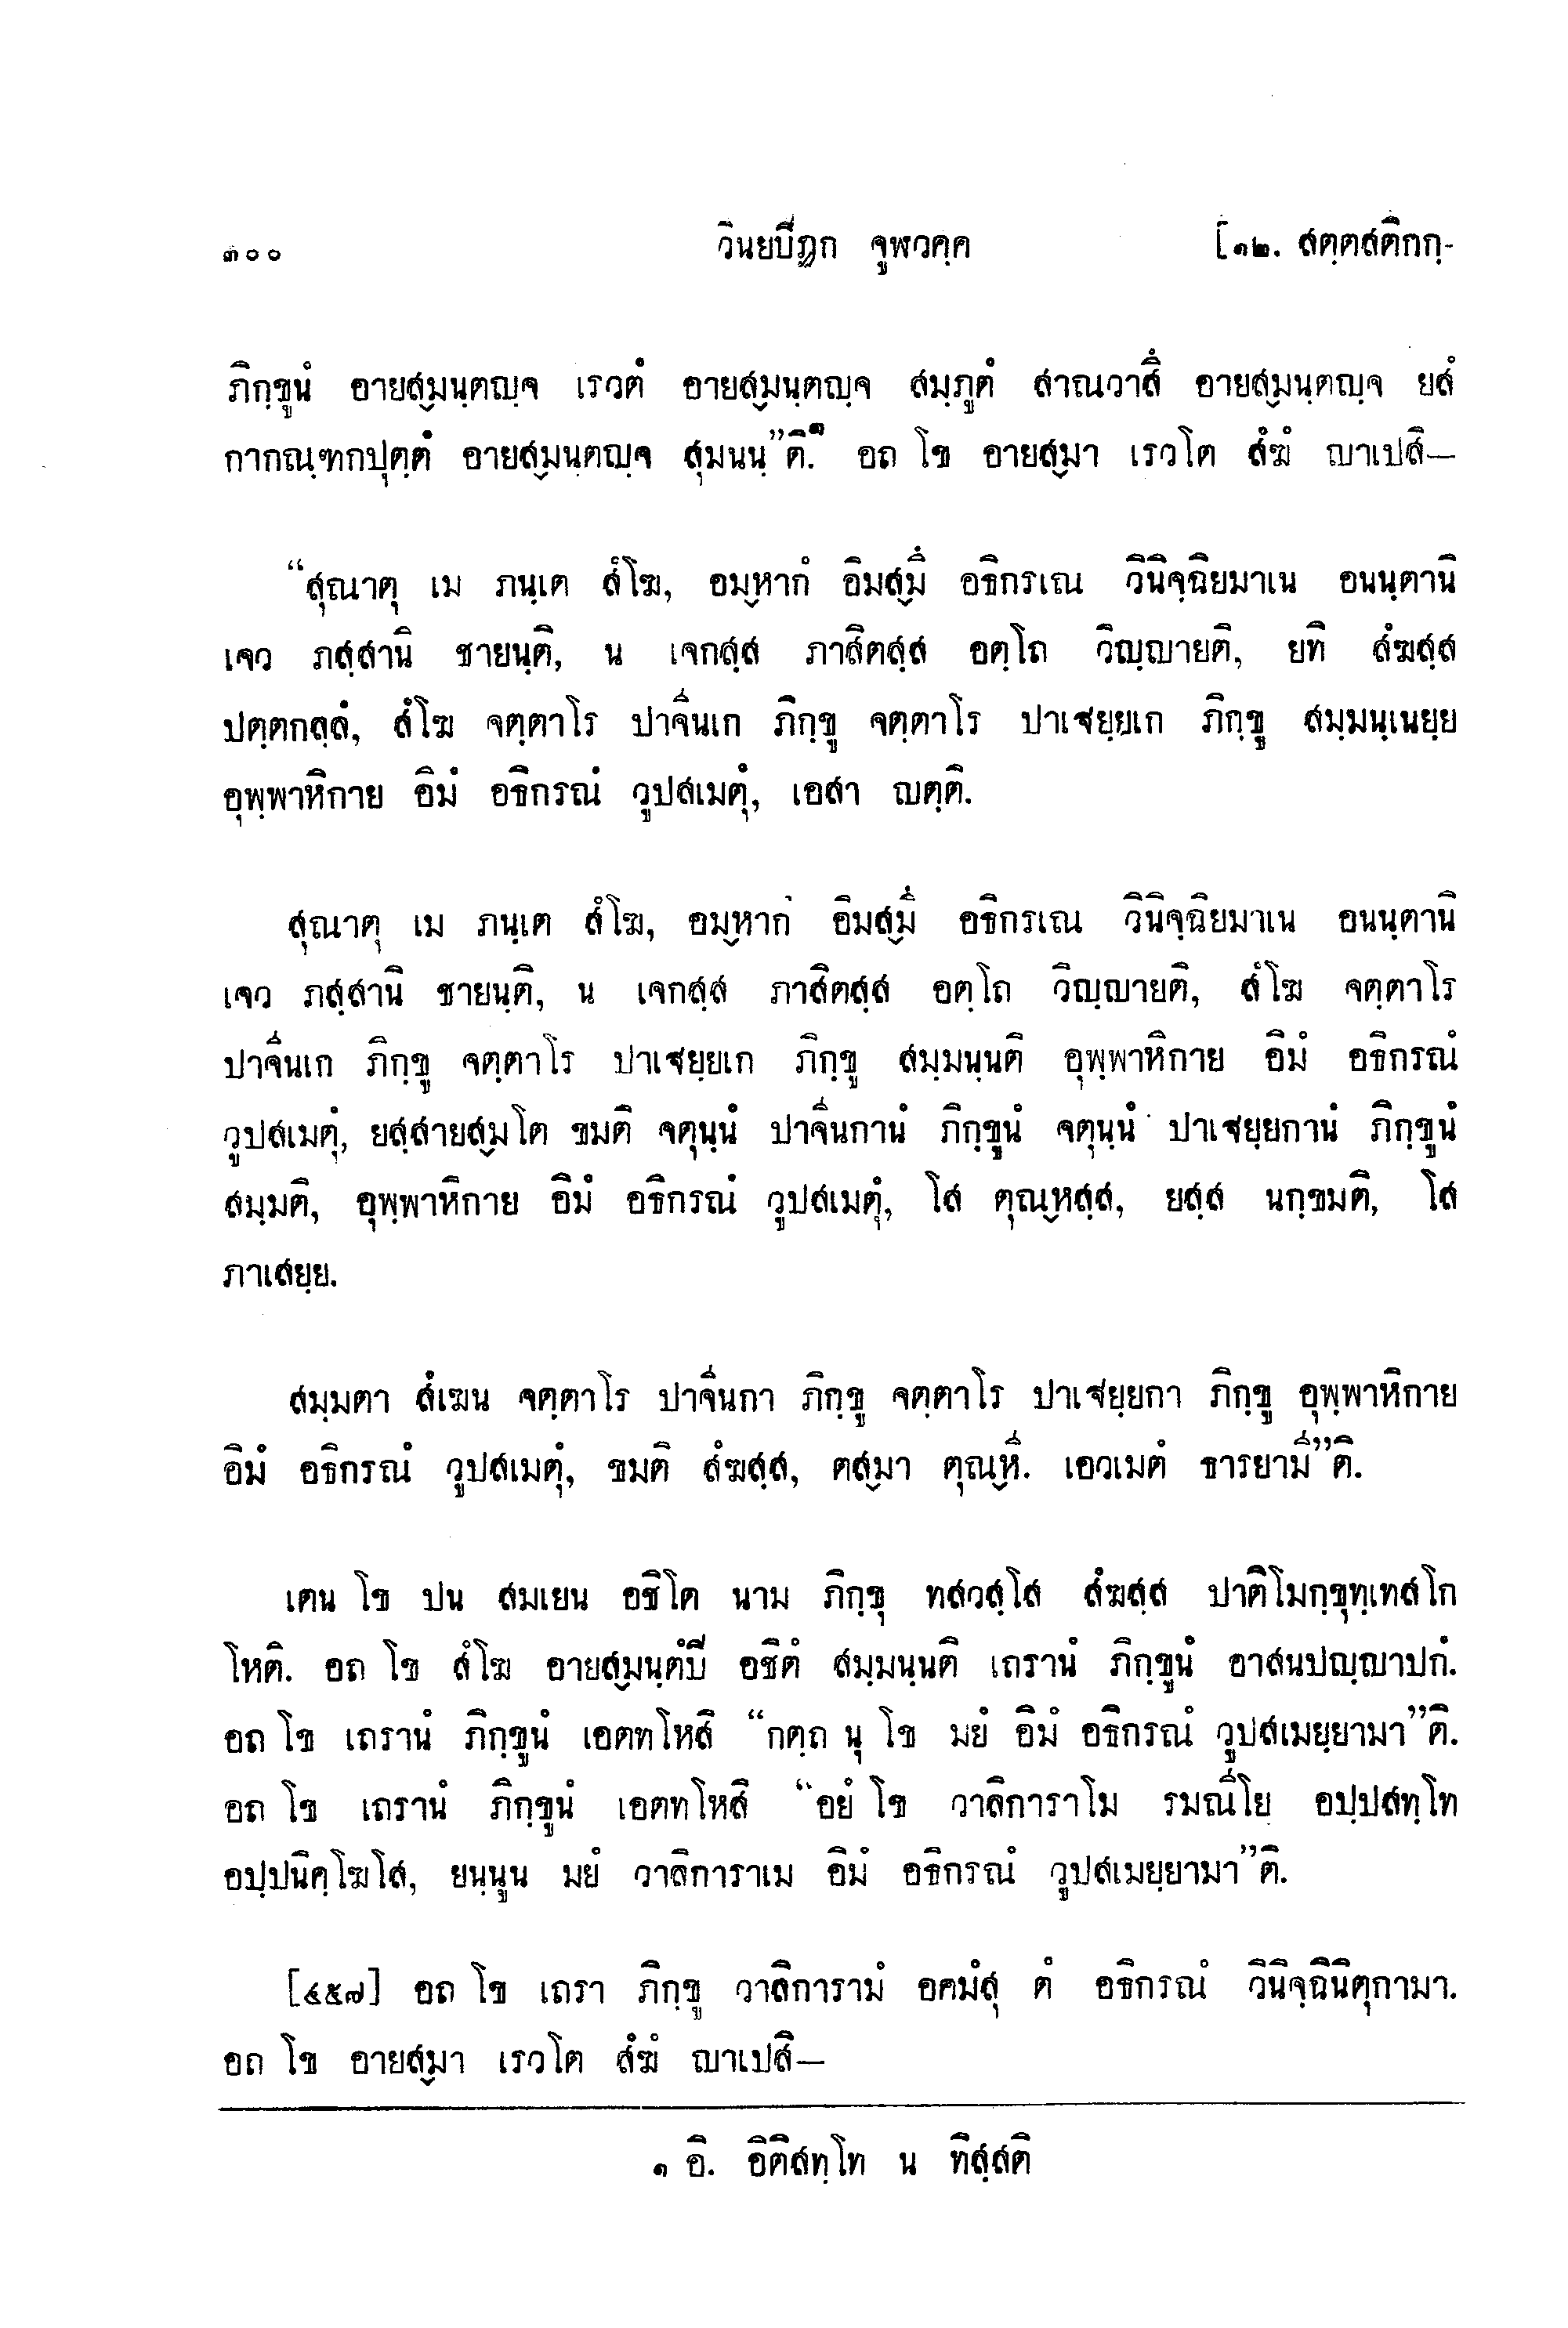 ๓๐๐ วินยปิฏก จูฬวคฺค [๑๒. สตฺตสติกกฺ-
ภิกฺขูนํ อายสฺมนฺตญฺจ เรวตํ อายสฺมนฺตญฺจ สมฺภูตํ สาณวาสึ อายสฺมนฺตญฺจ ยสํ
กากณฺฑกปุตฺตํ อายสฺมนฺตญฺจ สุมนนฺ”ติ.๑ อถ โข อายสฺมา เรวโต สํฆํ ญาเปสิ—
“สุณาตุ เม ภนฺเต สํโฆ, อมฺหากํ อิมสฺมึ อธิกรเณ วินิจฺฉิยมาเน อนนฺตานิ
เจว ภสฺสานิ ชายนฺติ, น เจกสฺส ภาสิตสฺส อตฺโถ วิญฺญายติ, ยทิ สํฆสฺส
ปตฺตกลฺลํ, สํโฆ จตฺตาโร ปาจีนเก ภิกฺขู จตฺตาโร ปาเฐยฺยเก ภิกฺขู สมฺมนฺเนยฺย
อุพฺพาหิกาย อิมํ อธิกรณํ วูปสเมตุํ, เอสา ญตฺติ.
สุณาตุ เม ภนฺเต สํโฆ, อมฺหากํ อิมสฺมึ อธิกรเณ วินิจฺฉิยมาเน อนนฺตานิ
เจว ภสฺสานิ ชายนฺติ, น เจกสฺส ภาสิตสฺส อตฺโถ วิญฺญายติ, สํโฆ จตฺตาโร
ปาจีนเก ภิกฺขู จตฺตาโร ปาเฐยฺยเก ภิกฺขู สมฺมนฺนติ อุพฺพาหิกาย อิมํ อธิกรณํ
วูปสเมตุํ, ยสฺสายสฺมโต ขมติ จตุนฺนํ ปาจีนกานํ ภิกฺขูนํ จตุนฺนํ ปาเฐยฺยกานํ ภิกฺขูนํ
สมฺมติ, อุพฺพาหิกาย อิมํ อธิกรณํ วูปสเมตุํ, โส ตุณฺหสฺส, ยสฺส นกฺขมติ, โส
ภาเสยฺย.
สมฺมตา สํเฆน จตฺตาโร ปาจีนกา ภิกฺขู จตฺตาโร ปาเฐยฺยกา ภิกฺขู อุพฺพาหิกาย
อิมํ อธิกรณํ วูปสเมตุํ, ขมติ สํฆสฺส, ตสฺมา ตุณฺหี. เอวเมตํ ธารยามี”ติ.
เตน โข ปน สมเยน อชิโต นาม ภิกฺขุ ทสวสฺโส สํฆสฺส ปาติโมกฺขุทฺเทสโก
โหติ. อถ โข สํโฆ อายสฺมนฺตํปิ อชิตํ สมฺมนฺนติ เถรานํ ภิกฺขูนํ อาสนปญฺญาปกํ.
อถ โข เถรานํ ภิกฺขูนํ เอตทโหสิ “กตฺถ นุ โข มยํ อิมํ อธิกรณํ วูปสเมยฺยามา”ติ.
อถ โข เถรานํ ภิกฺขูนํ เอตทโหสิ “อยํ โข วาลิการาโม รมณีโย อปฺปสทฺโท
อปฺปนิคฺโฆโส, ยนฺนูน มยํ วาลิการาเม อิมํ อธิกรณํ วูปสเมยฺยามา”ติ.
[๔๕๗] อถ โข เถรา ภิกฺขู วาลิการามํ อคมํสุ ตํ อธิกรณํ วินิจฺฉินิตุกามา.
อถ โข อายสฺมา เรวโต สํฆํ ญาเปสิ—
๑ อิ. อิติสทฺโท น ทิสฺสติ